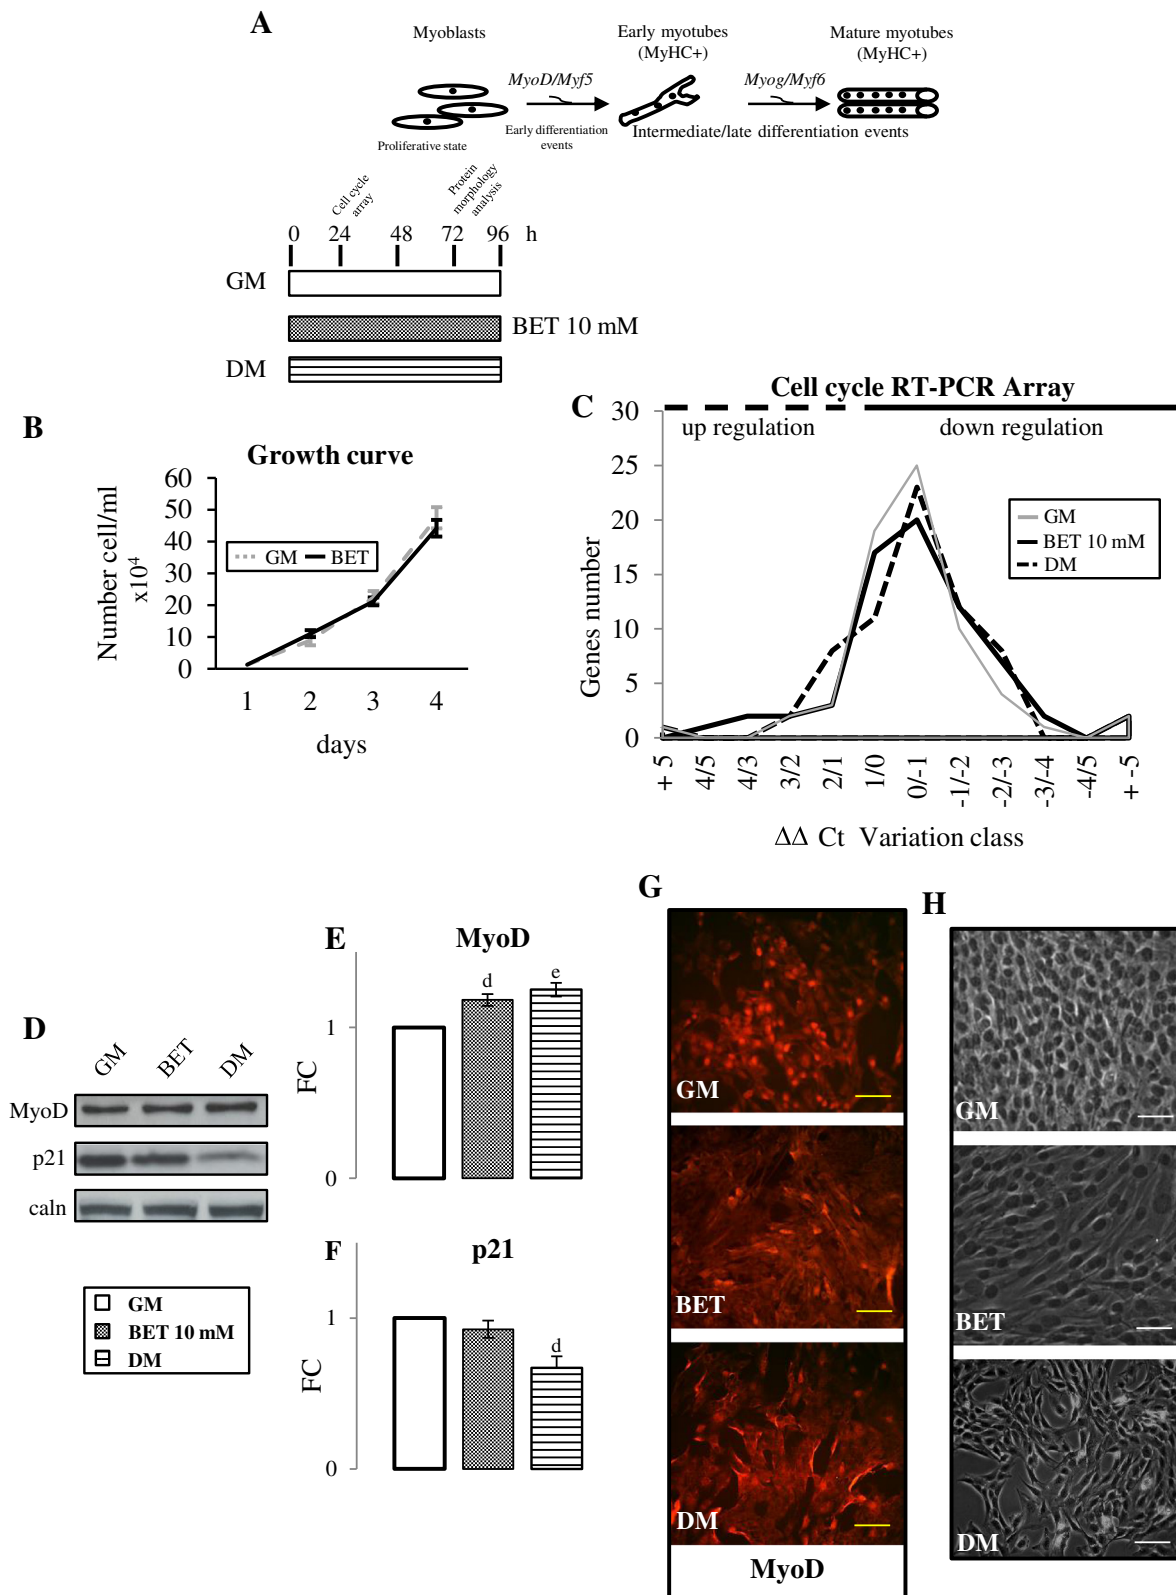 A
Myoblasts
Early myotubes
(MyHC+)
Mature myotubes
(MyHC+)
MyoD/Myf5
Myog/Myf6
Proliferative state
Early differentiation
events
Intermediate/late differentiation events
Cell cycle
array
Protein
morphology
analysis
0 24 48 72 96 h
GM
BET 10 mM
DM
B
Growth curve
Number cell/ml
x10⁴
60
50
40
30
20
10
0
GM BET
1 2 3 4
days
C
Cell cycle RT-PCR Array
up regulation
down regulation
Genes number
30
25
20
15
10
5
0
GM
BET 10 mM
DM
+ 5
4/5
4/3
3/2
2/1
1/0
0/-1
-1/-2
-2/-3
-3/-4
-4/5
+ -5
ΔΔ Ct Variation class
D
GM BET DM
MyoD
p21
caln
GM
BET 10 mM
DM
E
MyoD
FC
1
0
d
e
F
p21
FC
1
0
d
G
GM
BET
DM
MyoD
H
GM
BET
DM